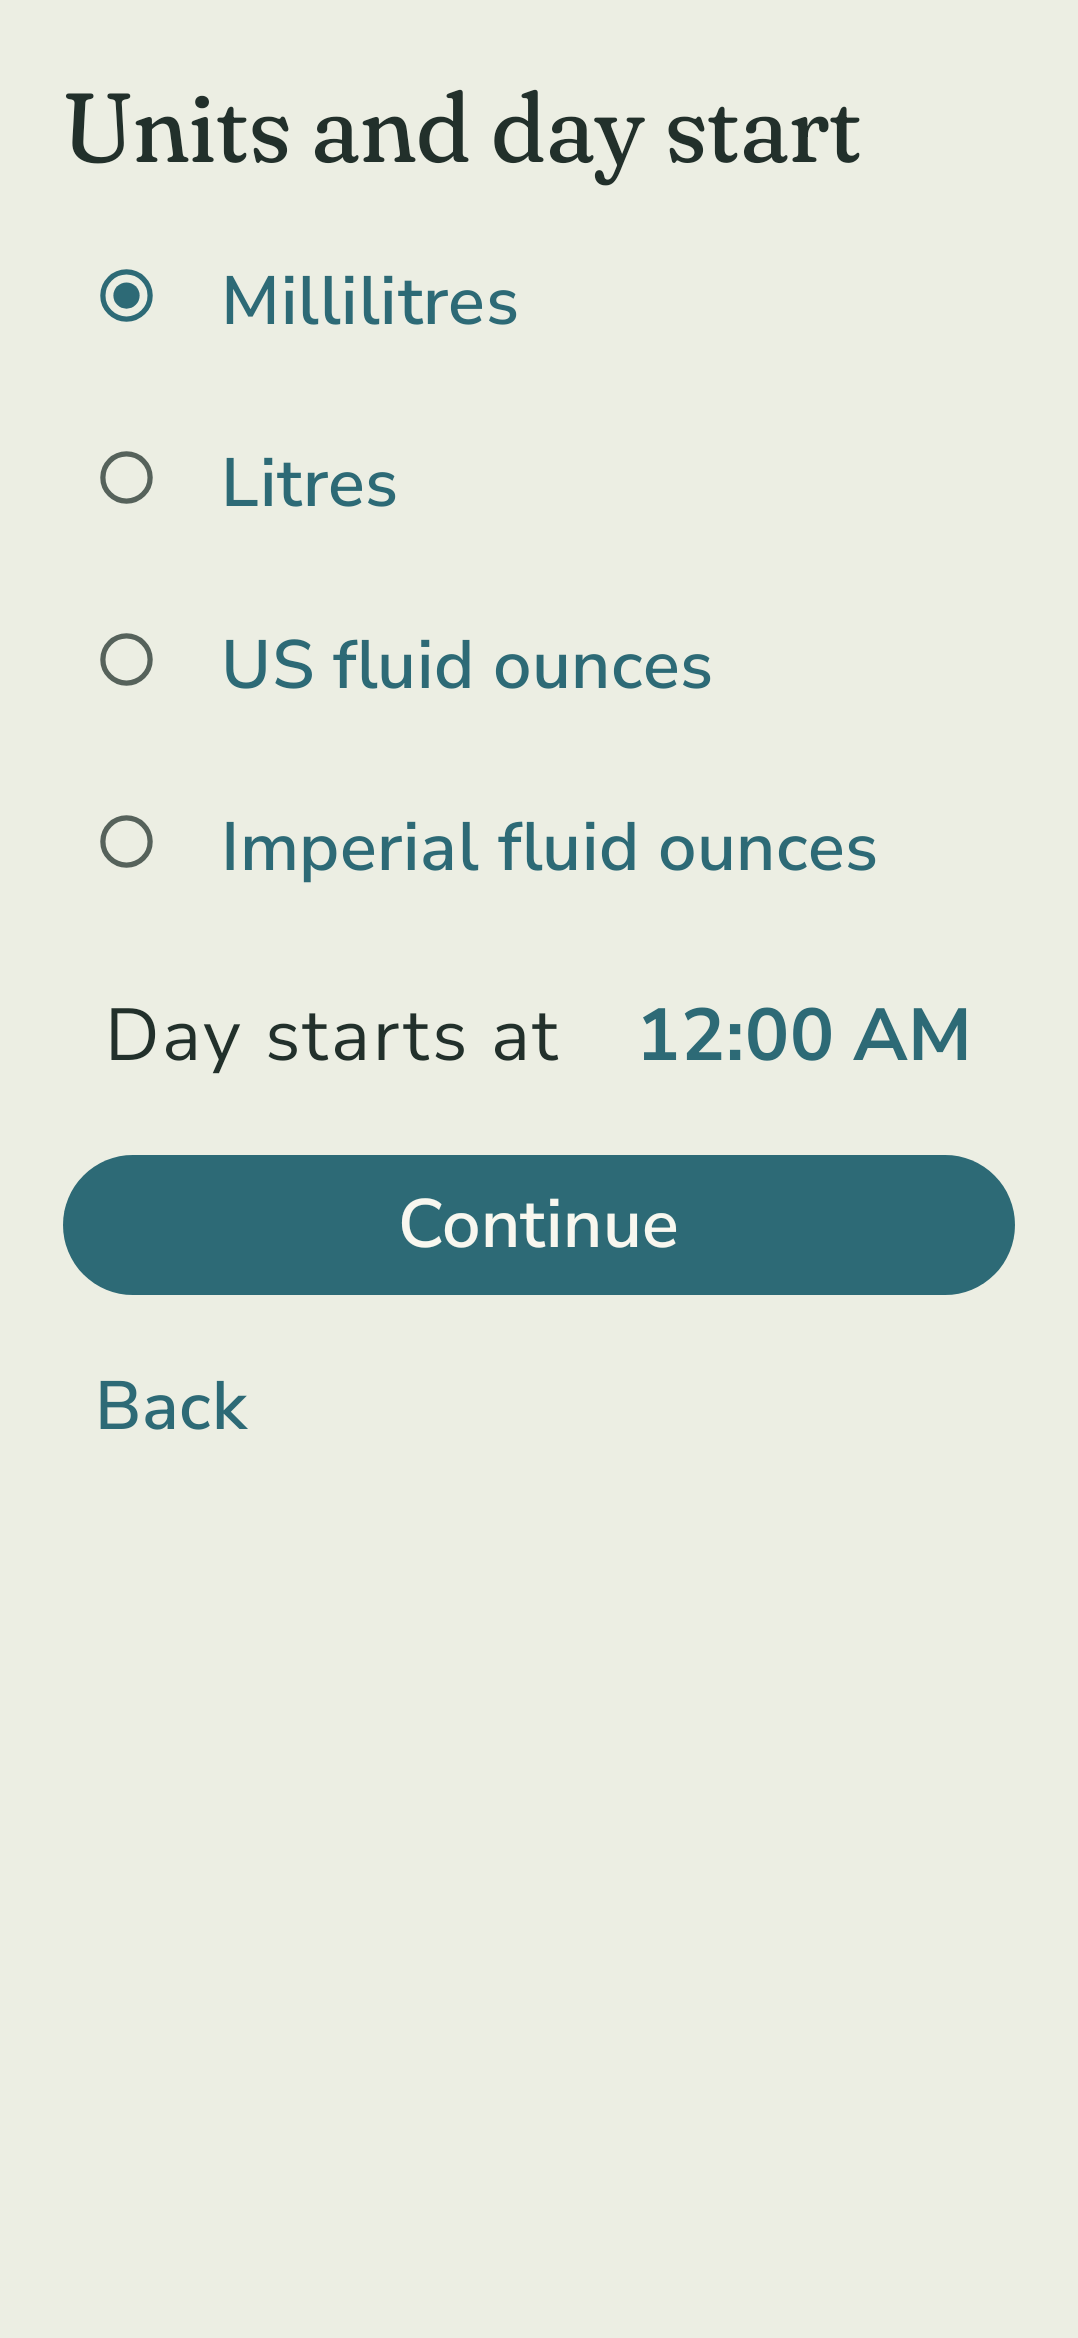 Units and day start
Millilitres
Litres
US fluid ounces
Imperial fluid ounces
Day starts at 12:00 AM
Continue
Back